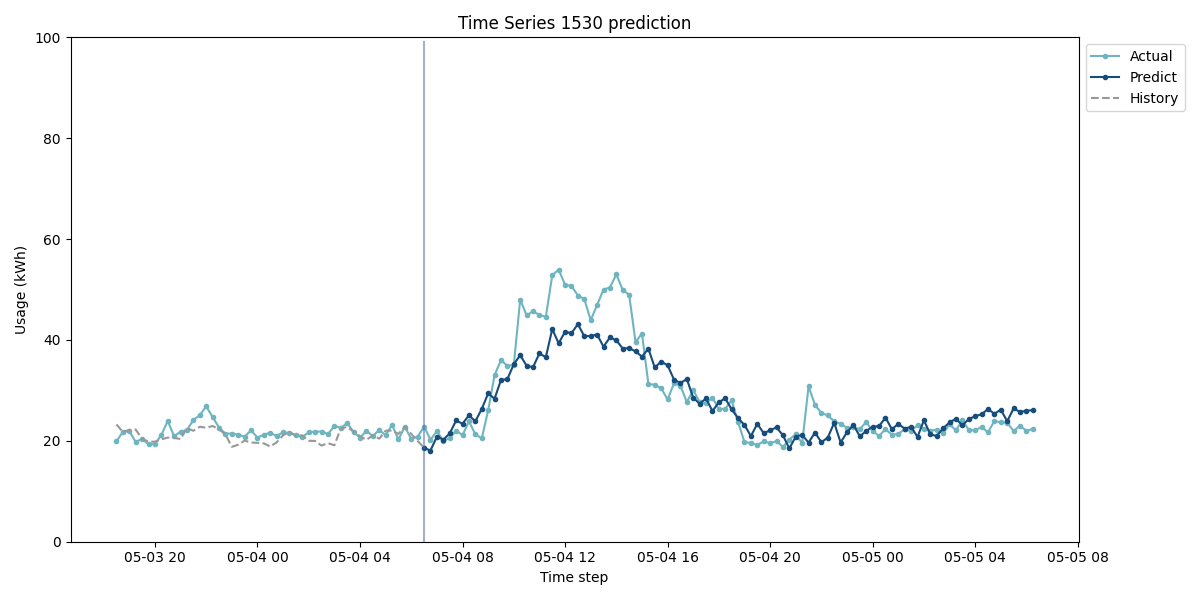 Time Series 1530 prediction
100
80
60
40
20
0
Usage (kWh)
05-03 20
05-04 00
05-04 04
05-04 08
05-04 12
05-04 16
05-04 20
05-05 00
05-05 04
05-05 08
Time step
Actual
Predict
History